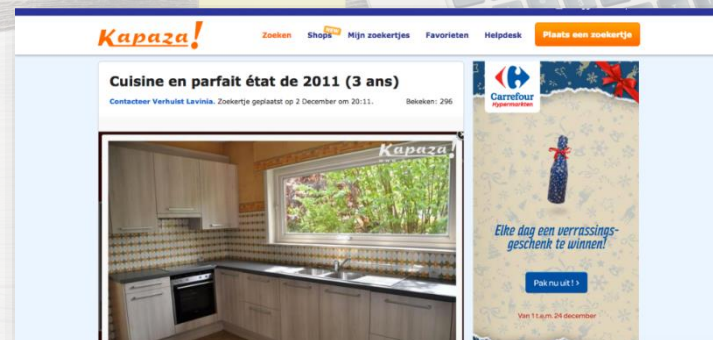 Kapaza!
Zoeken
Shops
NEW
Mijn zoekertjes
Favorieten
Helpdesk
Plaats een zoekertje
Cuisine en parfait état de 2011 (3 ans)
Contacteer Verhulst Lavinia. Zoekertje geplaatst op 2 December om 20:11.
Bekeken: 296
Kapaza!
Carrefour
Hypermarkten
Elke dag een verrassings-
geschenk te winnen!
Pak nu uit! >
Van 1 t.e.m. 24 december